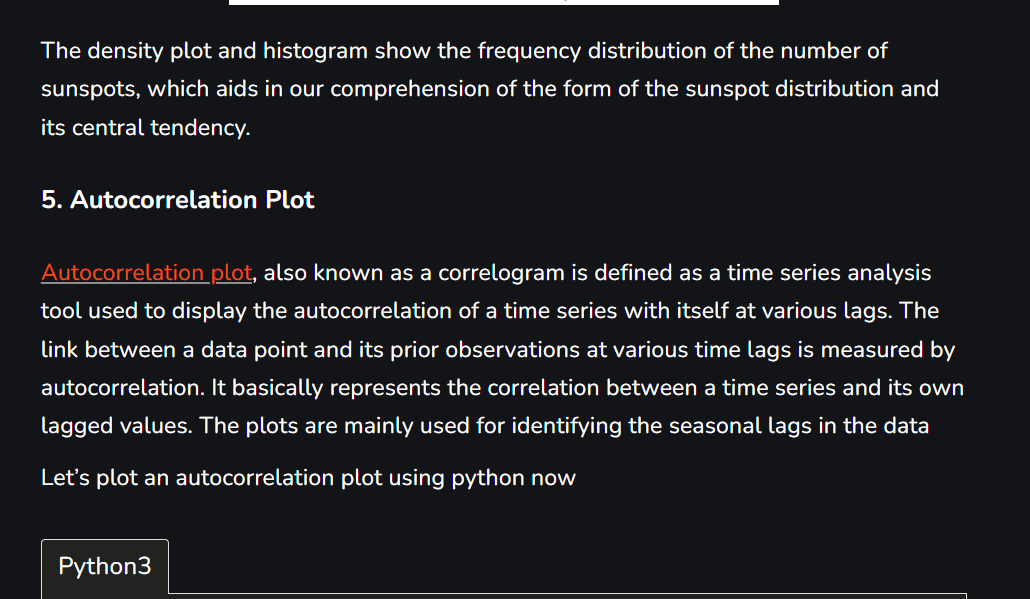 The density plot and histogram show the frequency distribution of the number of
sunspots, which aids in our comprehension of the form of the sunspot distribution and
its central tendency.
5. Autocorrelation Plot
Autocorrelation plot, also known as a correlogram is defined as a time series analysis
tool used to display the autocorrelation of a time series with itself at various lags. The
link between a data point and its prior observations at various time lags is measured by
autocorrelation. It basically represents the correlation between a time series and its own
lagged values. The plots are mainly used for identifying the seasonal lags in the data
Let’s plot an autocorrelation plot using python now
Python3